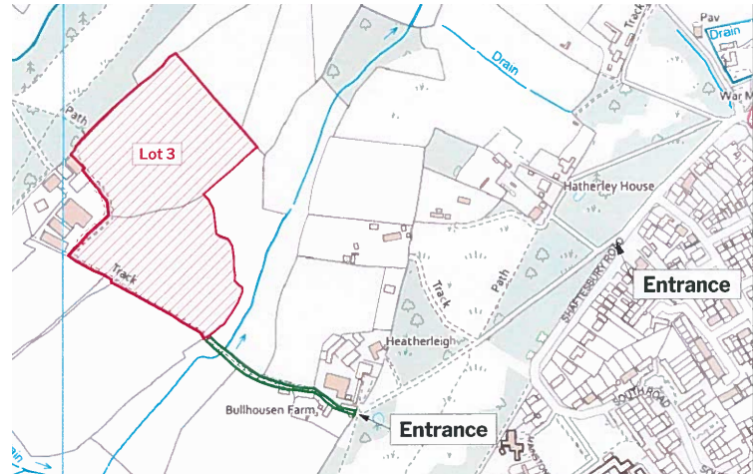 Pav
Drain
Track
Drain
War M
Path
Lot 3
Hatherley House
SHAFTESBURY ROAD
Entrance
Track
Track
Path
Heatherleigh
Bullhousen Farm
Entrance
SOUTH ROAD